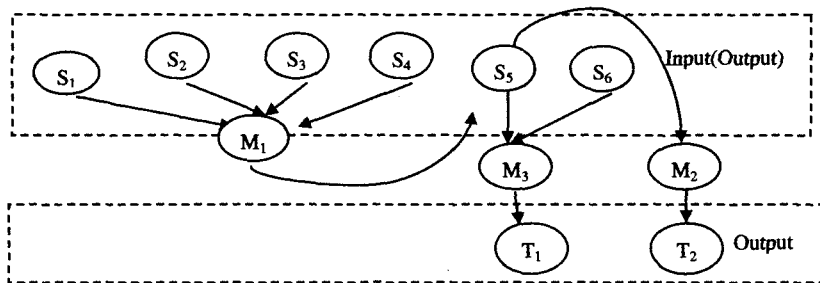 S1
S2
S3
S4
S5
S6
Input(Output)
M1
M3
M2
T1
T2
Output